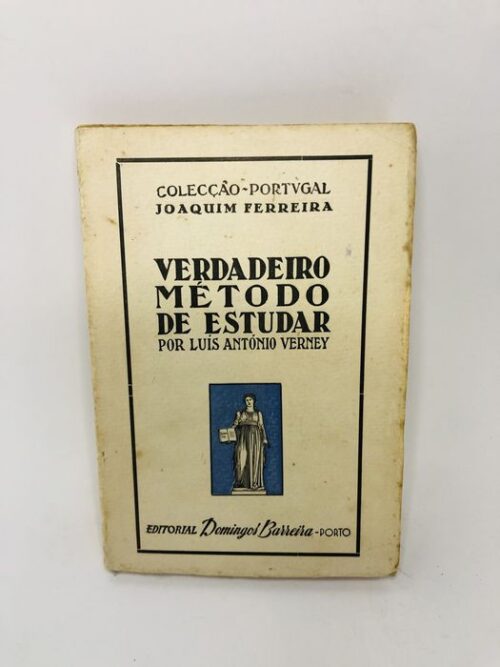 COLECÇÃO-PORTVGAL
JOAQUIM FERREIRA
VERDADEIRO
MÉTODO
DE ESTUDAR
POR LUÍS ANTÓNIO VERNEY
EDITORIAL Domingos Barreira-PORTO